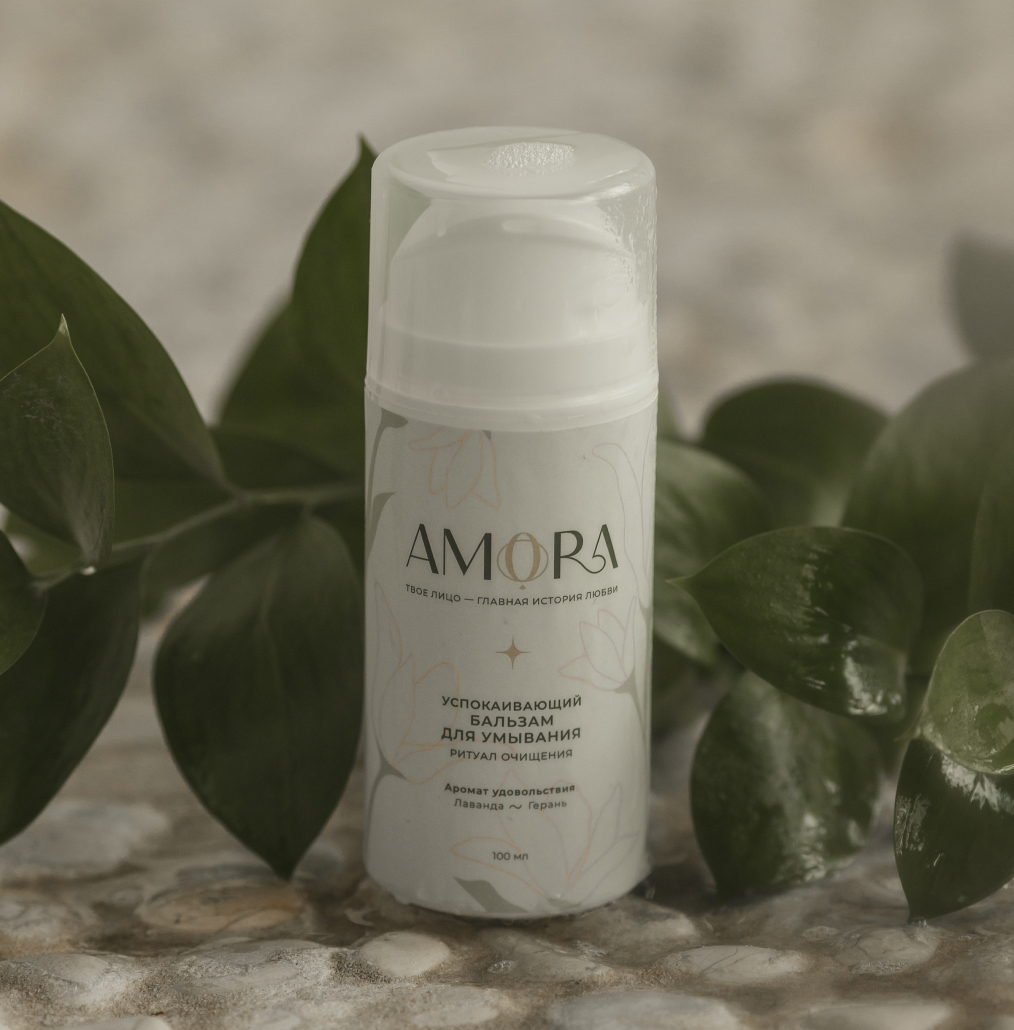 AMORA
ТВОЕ ЛИЦО — ГЛАВНАЯ ИСТОРИЯ ЛЮБВИ
УСПОКАИВАЮЩИЙ
БАЛЬЗАМ
ДЛЯ УМЫВАНИЯ
РИТУАЛ ОЧИЩЕНИЯ
Аромат удовольствия
Лаванда ~ Герань
100 мл